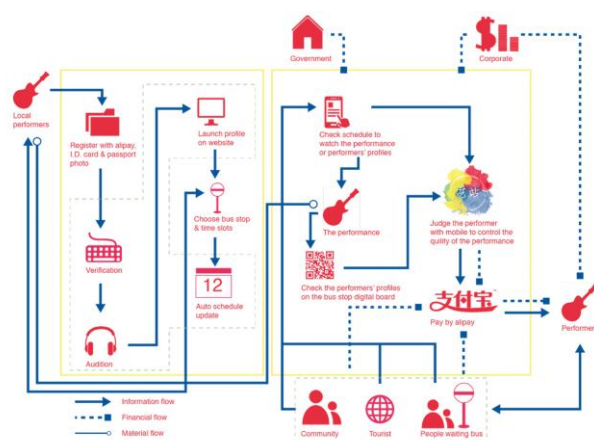 Government
Corporate
Local
performers
Register with alipay,
I.D. card & passport
photo
Launch profile
on website
Check schedule to
watch the performance
or performers' profiles
Verification
Choose bus stop
& time slots
The performance
Judge the performer
with mobile to control
the quility of the performance
12
Auto schedule
update
Check the performers' profiles
on the bus stop digital board
支付宝
Pay by alipay
Performer
Audition
Information flow
Financial flow
Material flow
Community
Tourist
People waiting bus